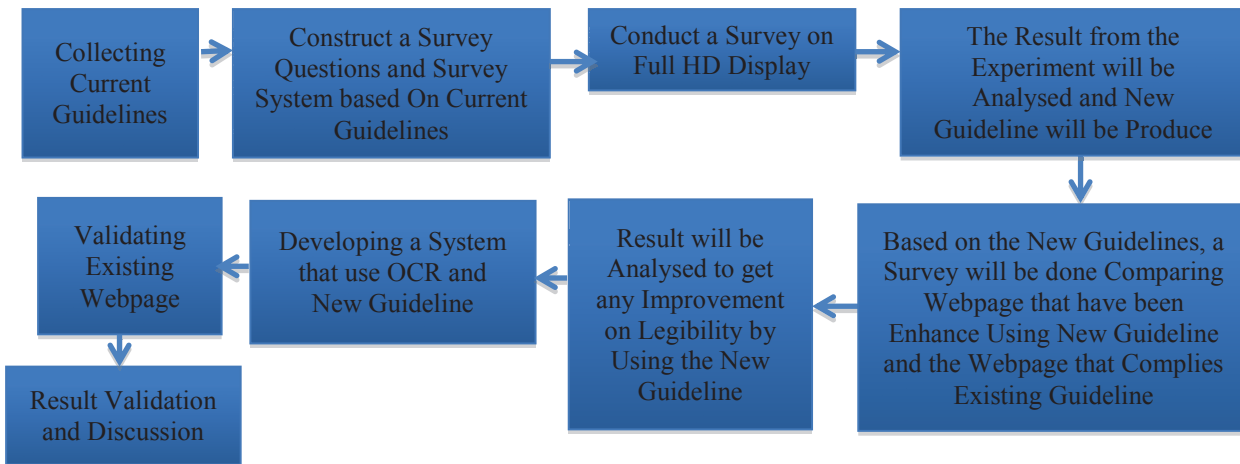 Collecting
Current
Guidelines
Construct a Survey
Questions and Survey
System based On Current
Guidelines
Conduct a Survey on
Full HD Display
The Result from the
Experiment will be
Analysed and New
Guideline will be Produce
Based on the New Guidelines, a
Survey will be done Comparing
Webpage that have been
Enhance Using New Guideline
and the Webpage that Complies
Existing Guideline
Result will be
Analysed to get
any Improvement
on Legibility by
Using the New
Guideline
Developing a System
that use OCR and
New Guideline
Validating
Existing
Webpage
Result Validation
and Discussion